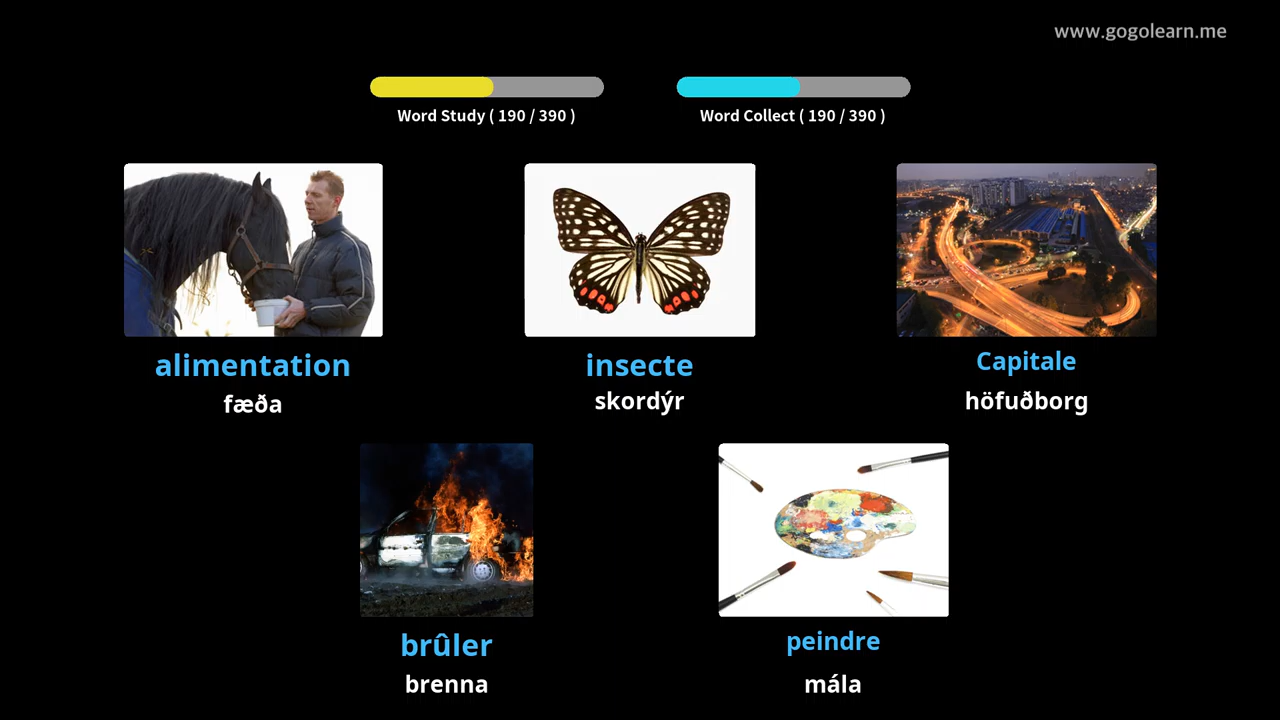 www.gogolearn.me
Word Study ( 190 / 390 )
Word Collect ( 190 / 390 )
alimentation
fæða
insecte
skordýr
Capitale
höfuðborg
brûler
brenna
peindre
mála